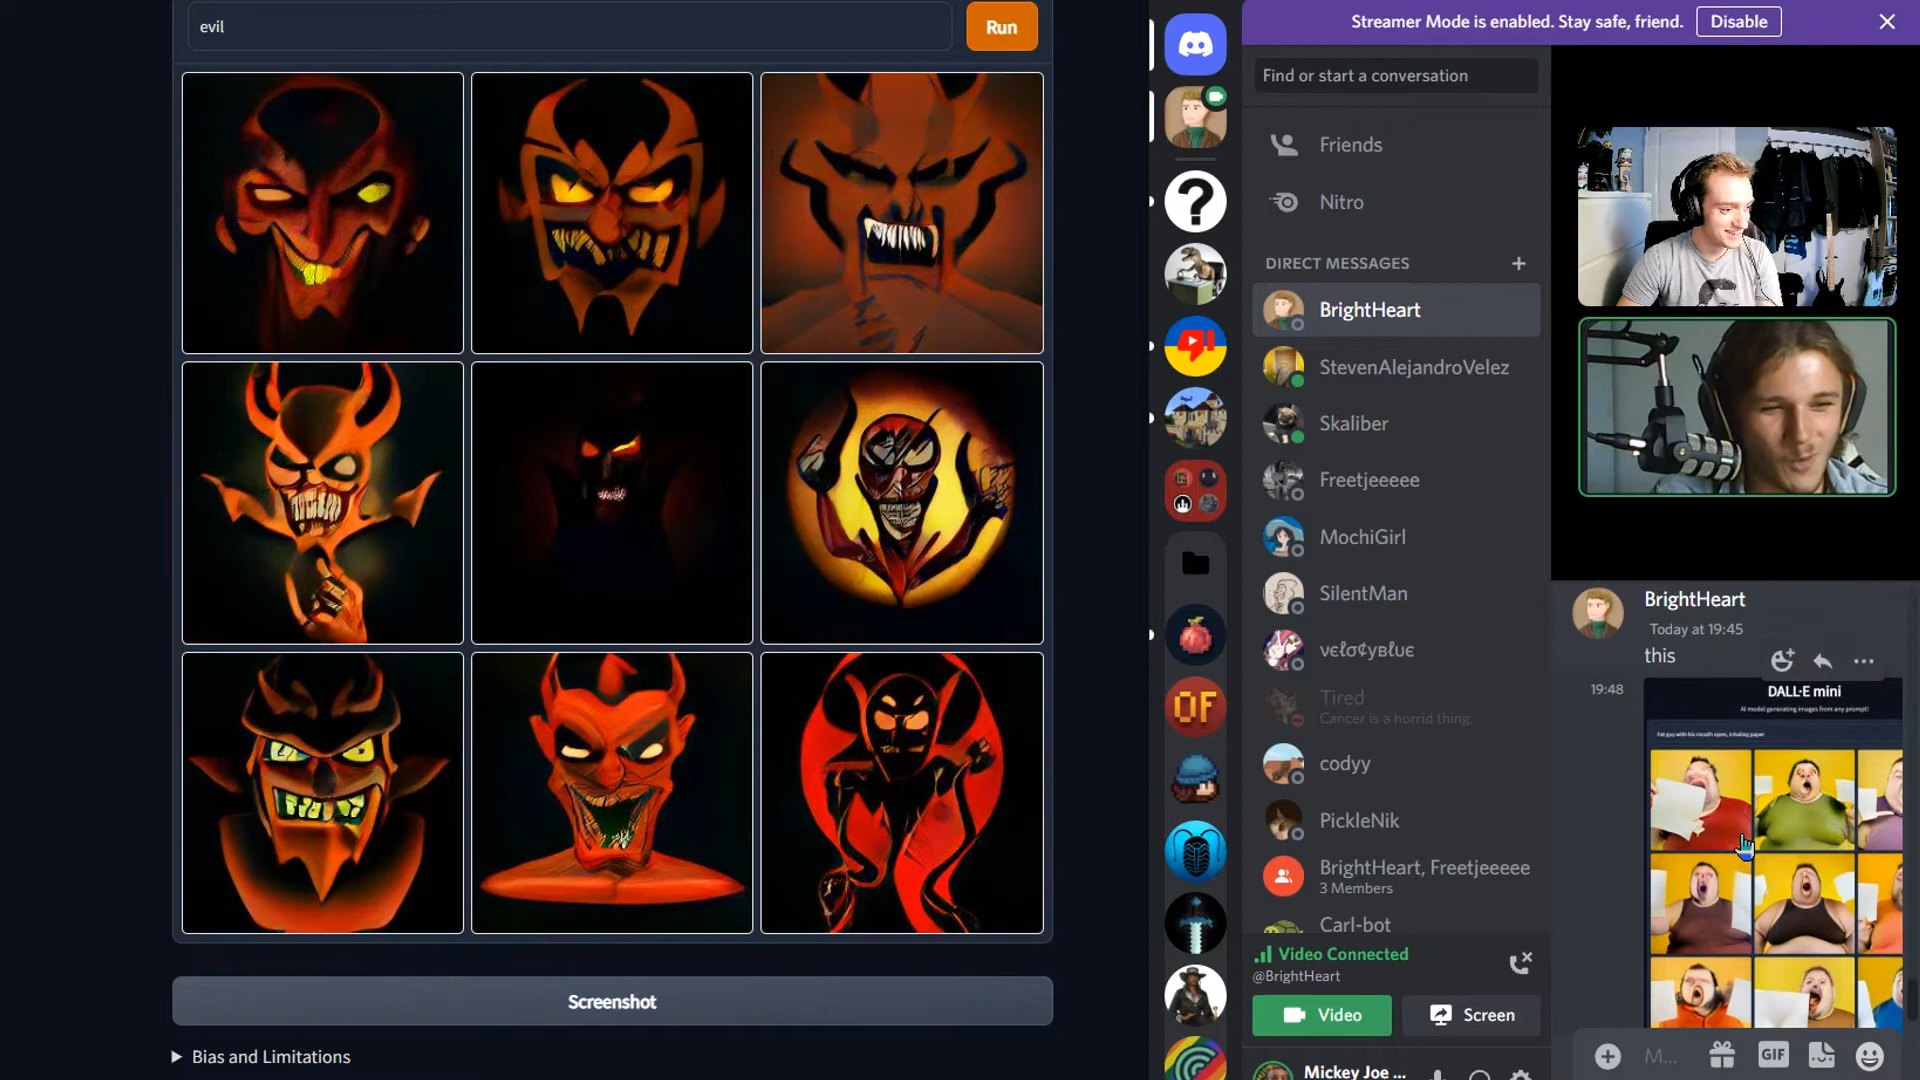 evil
Run
Screenshot
Bias and Limitations
Streamer Mode is enabled. Stay safe, friend.
Disable
Find or start a conversation
Friends
Nitro
DIRECT MESSAGES
BrightHeart
StevenAlejandroVelez
Skaliber
Freetjeeeee
MochiGirl
SilentMan
νєℓσ¢увℓυє
Tired
Cancer is a horrid thing.
codyy
PickleNik
BrightHeart, Freetjeeeee
3 Members
Carl-bot
Video Connected
@BrightHeart
Video
Screen
Mickey Joe ...
OF
BrightHeart
Today at 19:45
this
19:48
DALL·E mini
AI model generating images from any prompt!
Fat guy with his mouth open, inhaling paper
M...
GIF